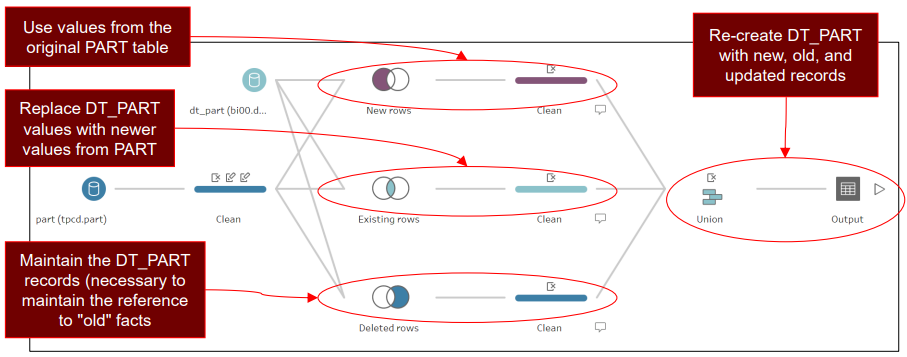 Use values from the
original PART table
Re-create DT_PART
with new, old, and
updated records
dt_part (bi00.d...
New rows
Clean
Replace DT_PART
values with newer
values from PART
part (tpcd.part)
Clean
Existing rows
Clean
Union
Output
Maintain the DT_PART
records (necessary to
maintain the reference
to "old" facts
Deleted rows
Clean